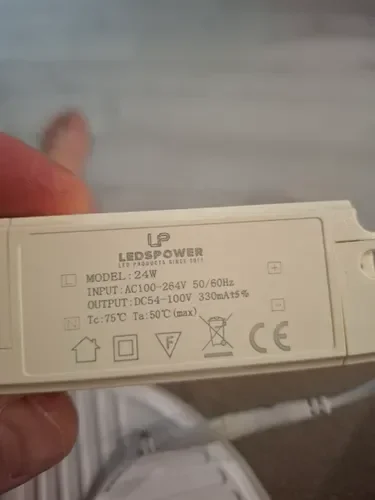 LP
LEDSPOWER
LED PRODUCTS SINCE 2011
L MODEL: 24W +
INPUT: AC100-264V 50/60Hz
OUTPUT: DC54-100V 330mA±5% -
N Tc: 75℃ Ta: 50℃(max)
F CE